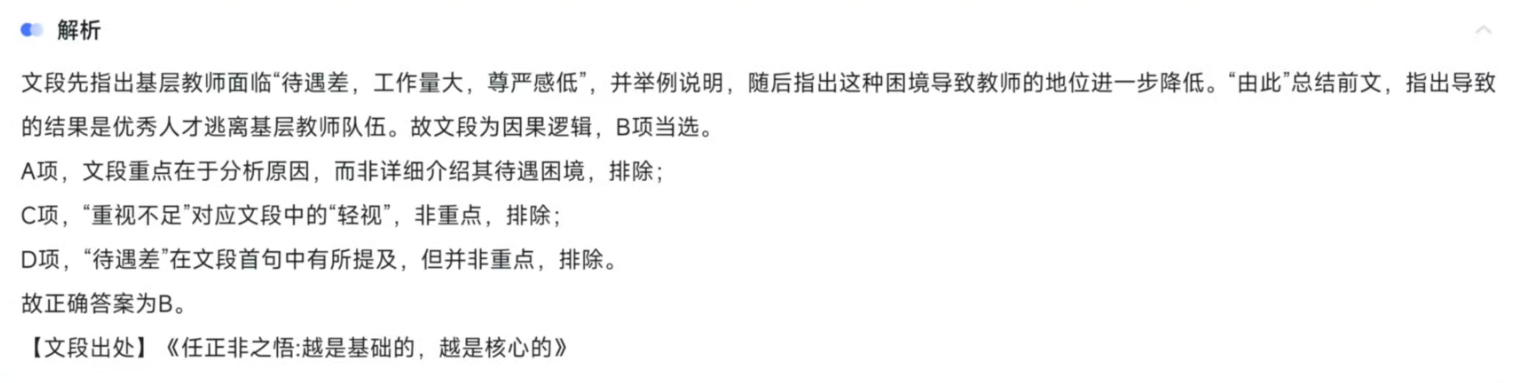 解析
文段先指出基层教师面临“待遇差，工作量大，尊严感低”，并举例说明，随后指出这种困境导致教师的地位进一步降低。“由此”总结前文，指出导致
的结果是优秀人才逃离基层教师队伍。故文段为因果逻辑，B项当选。
A项，文段重点在于分析原因，而非详细介绍其待遇困境，排除；
C项，“重视不足”对应文段中的“轻视”，非重点，排除；
D项，“待遇差”在文段首句中有所提及，但并非重点，排除。
故正确答案为B。
【文段出处】《任正非之悟:越是基础的，越是核心的》